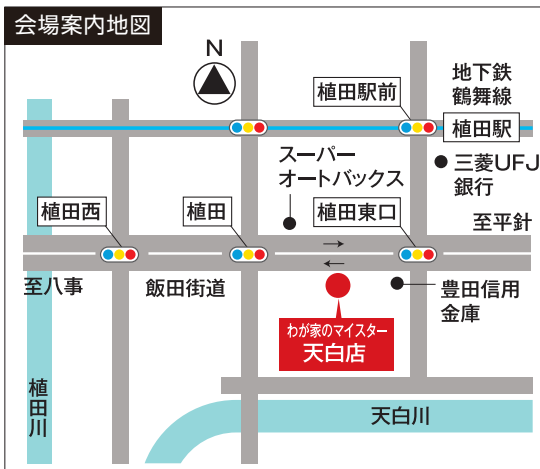 会場案内地図
N
地下鉄
鶴舞線
植田駅前
植田駅
スーパー
オートバックス
三菱UFJ
銀行
植田西
植田
植田東口
至平針
至八事
飯田街道
豊田信用
金庫
わが家のマイスター
天白店
植田川
天白川